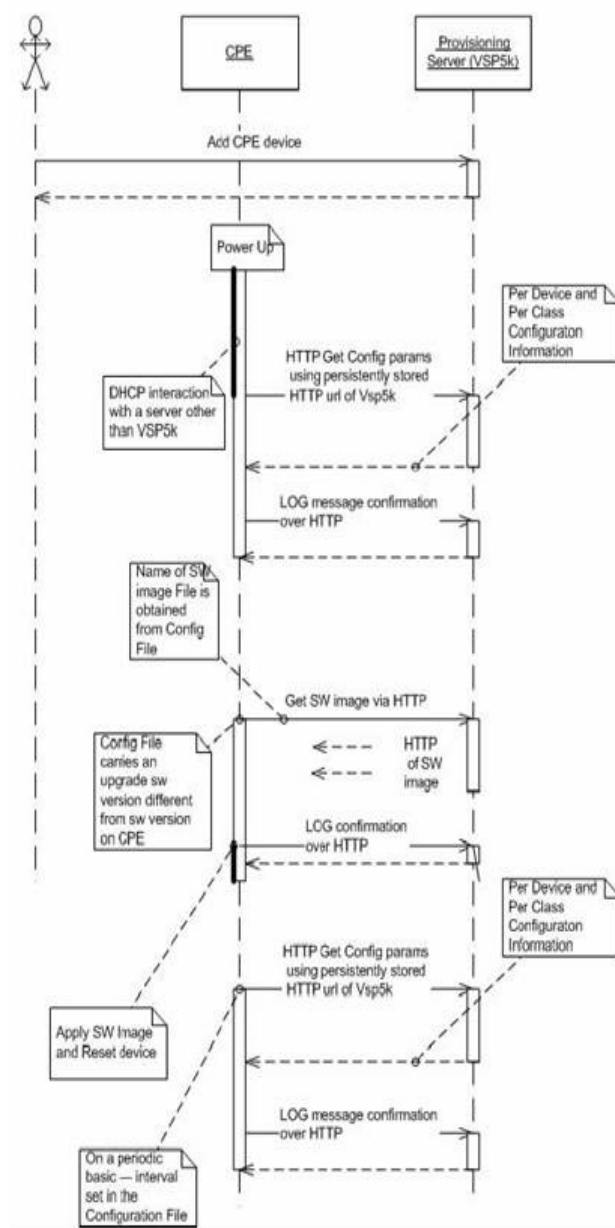 CPE
Provisioning
Server (VSP5k)
Add CPE device
Power Up
Per Device and
Per Class
Configuraton
Information
HTTP Get Config params
using persistently stored
HTTP url of Vsp5k
DHCP interaction
with a server other
than VSP5k
LOG message confirmation
over HTTP
Name of SW
image File is
obtained
from Config
File
Get SW image via HTTP
Config File
carries an
upgrade sw
version different
from sw version
on CPE
HTTP
of SW
image
LOG confirmation
over HTTP
Per Device and
Per Class
Configuraton
Information
HTTP Get Config params
using persistently stored
HTTP url of Vsp5k
Apply SW Image
and Reset device
LOG message confirmation
over HTTP
On a periodic
basic — interval
set in the
Configuration File